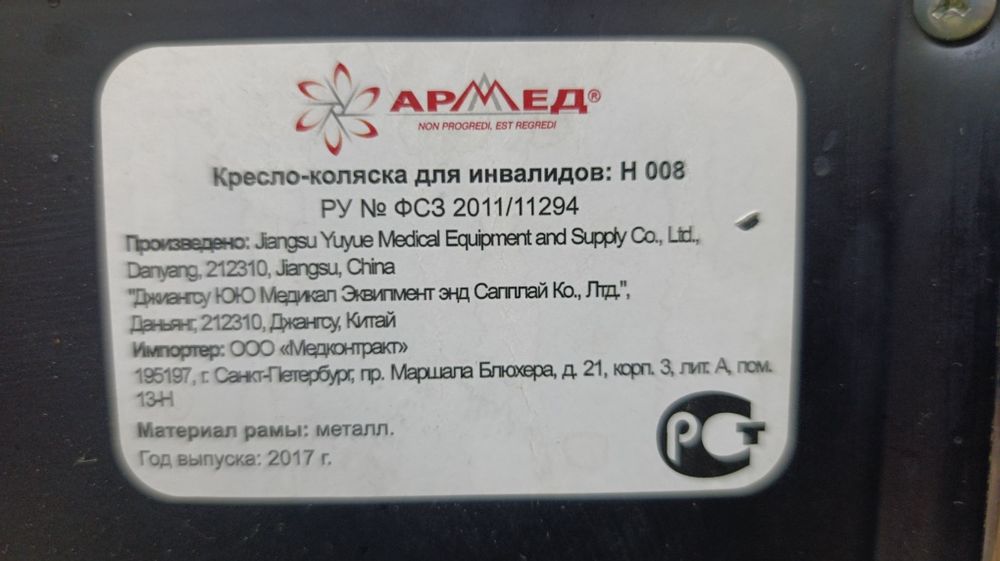 АРМЕД®
NON PROGREDI, EST REGREDI
Кресло-коляска для инвалидов: Н 008
РУ № ФСЗ 2011/11294
Произведено: Jiangsu Yuyue Medical Equipment and Supply Co., Ltd.,
Danyang, 212310, Jiangsu, China
"Джиангсу ЮЮ Медикал Эквипмент энд Сапплай Ко., Лтд.",
Даньянг, 212310, Джангсу, Китай
Импортер: ООО «Медконтракт»
195197, г. Санкт-Петербург, пр. Маршала Блюхера, д. 21, корп. 3, лит. А, пом.
13-Н
Материал рамы: металл.
Год выпуска: 2017 г.
РСТ